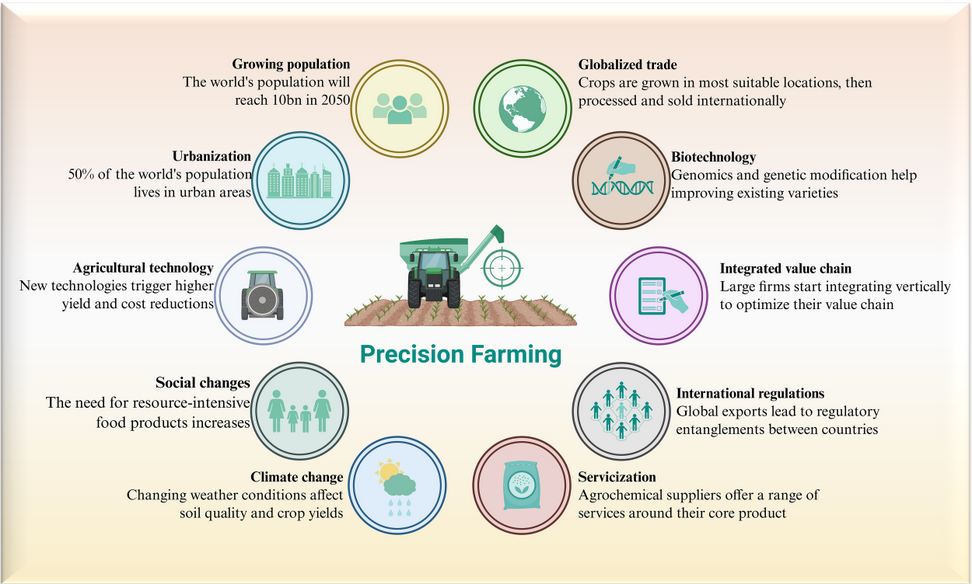 Growing population
The world's population will
reach 10bn in 2050
Globalized trade
Crops are grown in most suitable locations, then
processed and sold internationally
Urbanization
50% of the world's population
lives in urban areas
Biotechnology
Genomics and genetic modification help
improving existing varieties
Agricultural technology
New technologies trigger higher
yield and cost reductions
Integrated value chain
Large firms start integrating vertically
to optimize their value chain
Precision Farming
Social changes
The need for resource-intensive
food products increases
International regulations
Global exports lead to regulatory
entanglements between countries
Climate change
Changing weather conditions affect
soil quality and crop yields
Servicization
Agrochemical suppliers offer a range of
services around their core product